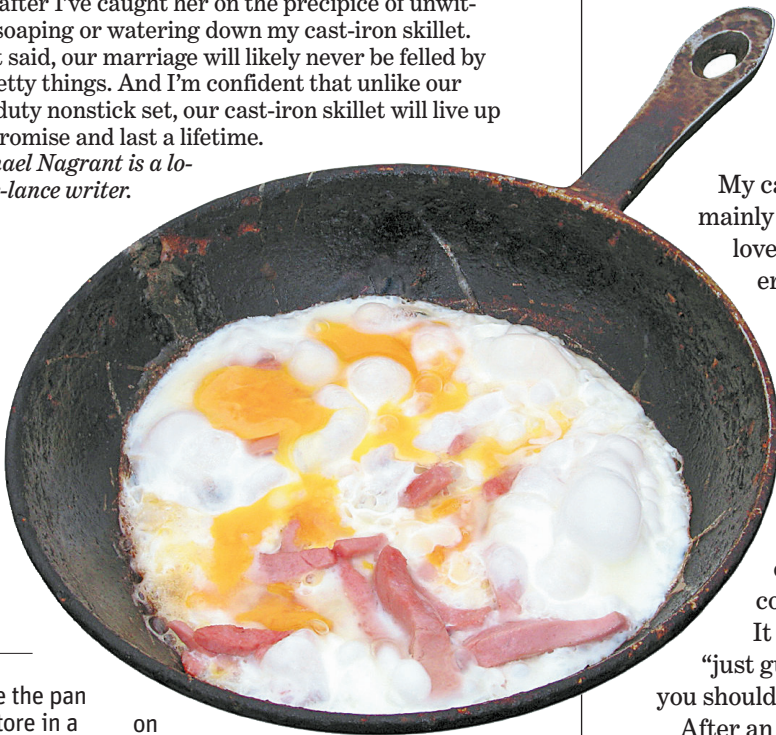 after I've caught her on the precipice of unwit-
soaping or watering down my cast-iron skillet.
said, our marriage will likely never be felled by
etty things. And I'm confident that unlike our
duty nonstick set, our cast-iron skillet will live up
romise and last a lifetime.
ael Nagrant is a lo-
-lance writer.
e the pan
tore in a
on
My ca
mainly
love
er
co
It
"just gu
you should
After an